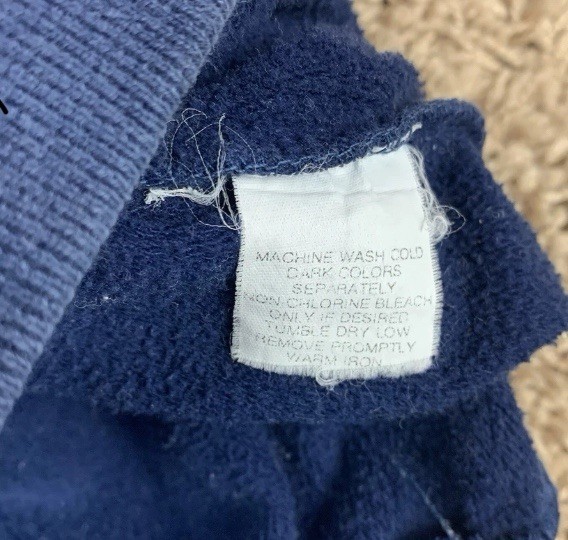 MACHINE WASH COLD
DARK COLORS
SEPARATELY
NON-CHLORINE BLEACH
ONLY IF DESIRED
TUMBLE DRY LOW
REMOVE PROMPTLY
WARM IRON